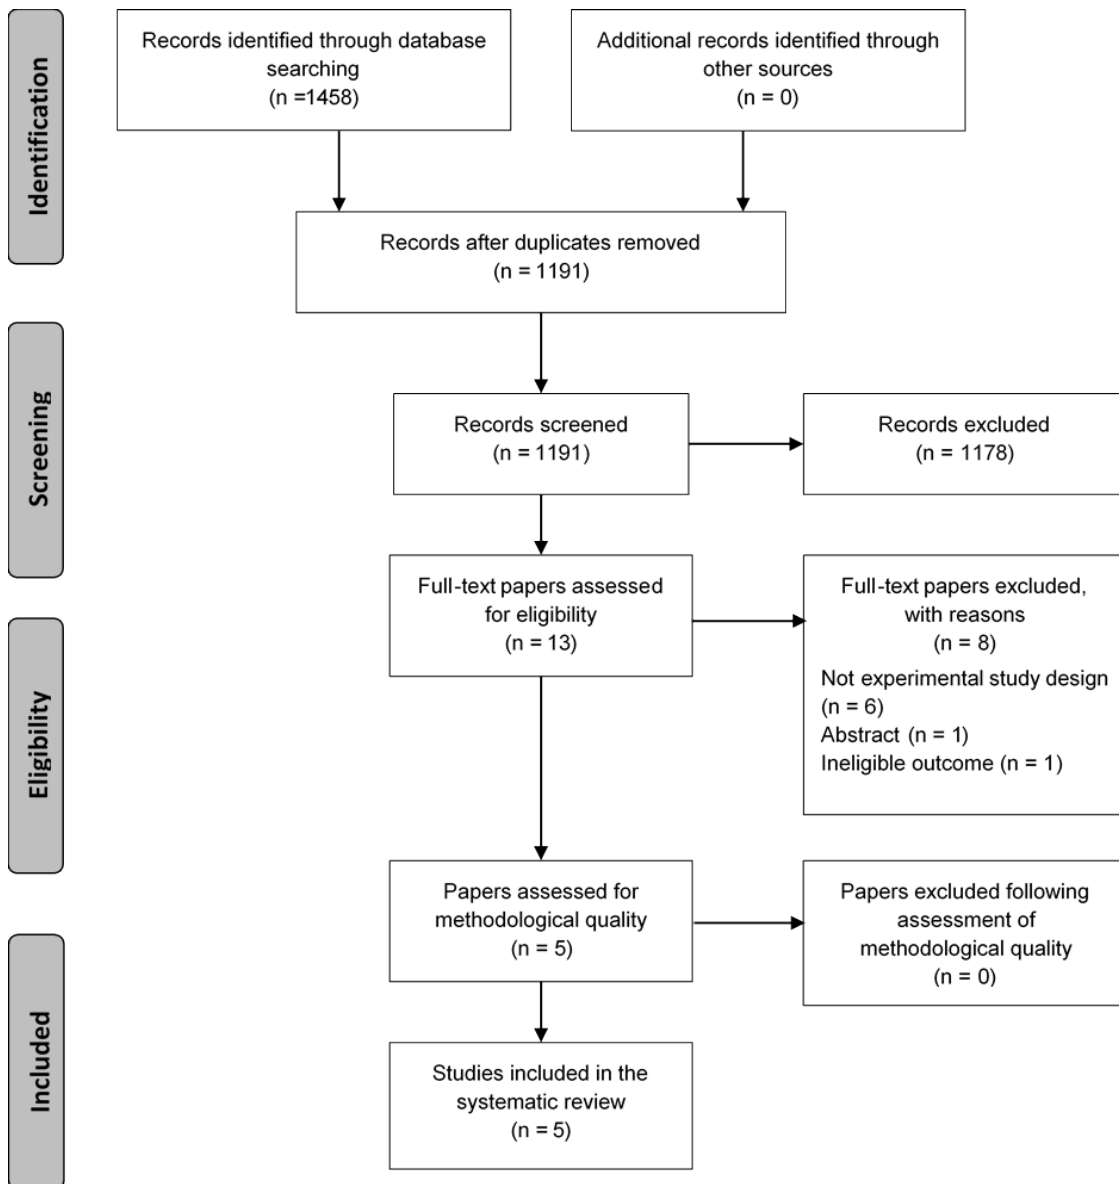 Identification
Records identified through database
searching
(n =1458)
Additional records identified through
other sources
(n = 0)
Records after duplicates removed
(n = 1191)
Screening
Records screened
(n = 1191)
Records excluded
(n = 1178)
Eligibility
Full-text papers assessed
for eligibility
(n = 13)
Full-text papers excluded,
with reasons
(n = 8)
Not experimental study design
(n = 6)
Abstract (n = 1)
Ineligible outcome (n = 1)
Papers assessed for
methodological quality
(n = 5)
Papers excluded following
assessment of
methodological quality
(n = 0)
Included
Studies included in the
systematic review
(n = 5)